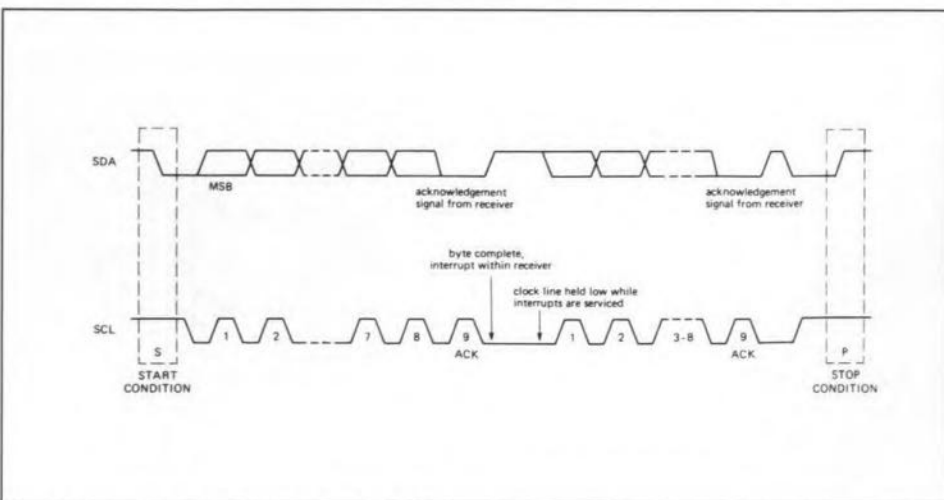 SDA
MSB
acknowledgement
signal from receiver
acknowledgement
signal from receiver
byte complete,
interrupt within receiver
clock line held low while
interrupts are serviced
SCL
S
1
2
7
8
9
1
2
3-8
9
P
ACK
ACK
START
CONDITION
STOP
CONDITION